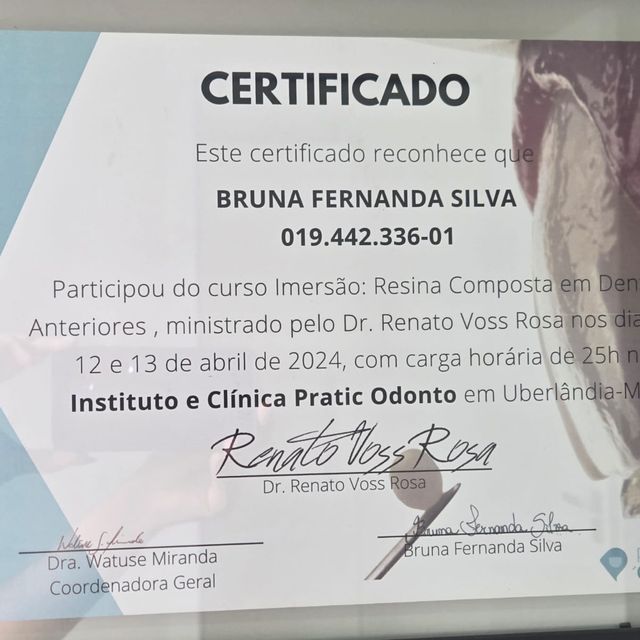 CERTIFICADO
Este certificado reconhece que
BRUNA FERNANDA SILVA
019.442.336-01
Participou do curso Imersão: Resina Composta em Den
Anteriores , ministrado pelo Dr. Renato Voss Rosa nos dia
12 e 13 de abril de 2024, com carga horária de 25h n
Instituto e Clínica Pratic Odonto em Uberlândia-M
Renato Voss Rosa
Dr. Renato Voss Rosa
Bruna Fernanda Silva
Dra. Watuse Miranda
Bruna Fernanda Silva
Coordenadora Geral